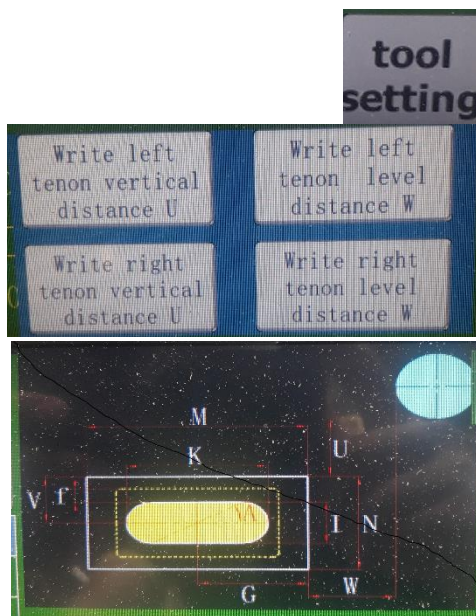 tool
setting
Write left
tenon vertical
distance U
Write left
tenon level
distance W
Write right
tenon vertical
distance U
Write right
tenon level
distance W
M
K
U
V
f
I
N
G
W